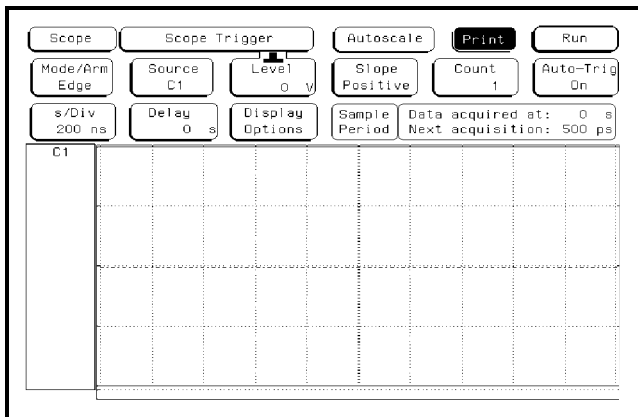 Scope Scope Trigger Autoscale Print Run
Mode/Arm Source Level Slope Count Auto-Trig
Edge C1 0 V Positive 1 On
s/Div Delay Display Sample Data acquired at: 0 s
200 ns 0 s Options Period Next acquisition: 500 ps
C1